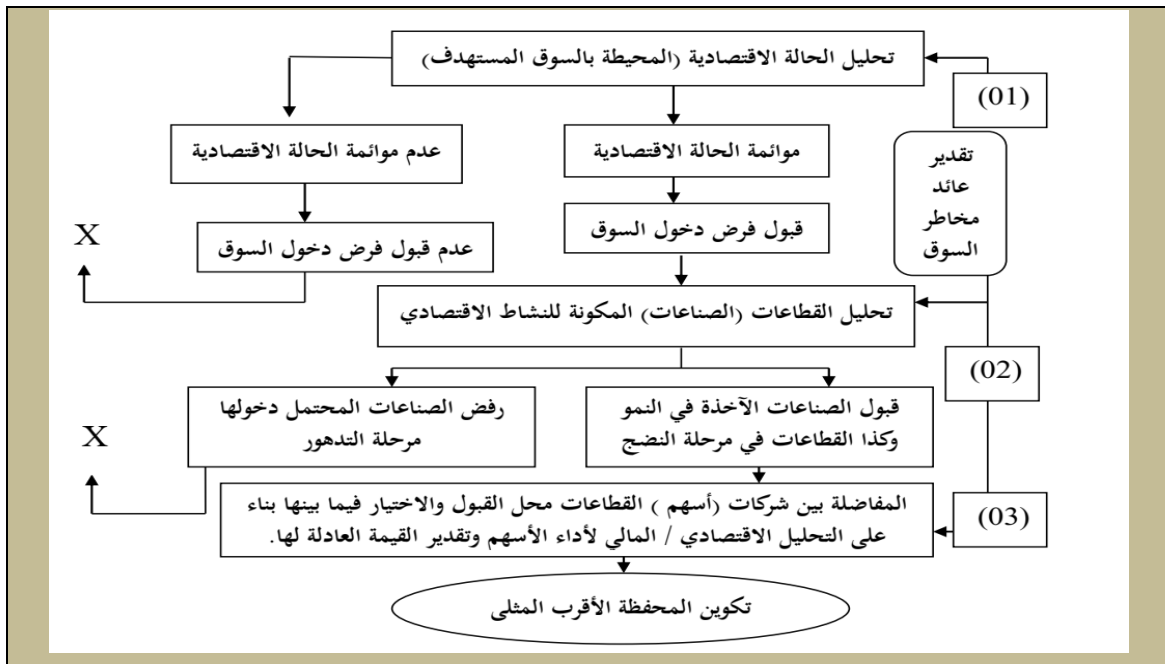 تحليل الحالة الاقتصادية (المحيطة بالسوق المستهدف)
(01)
موائمة الحالة الاقتصادية
عدم موائمة الحالة الاقتصادية
تقدير
عائد
مخاطر
السوق
قبول فرض دخول السوق
عدم قبول فرض دخول السوق
X
تحليل القطاعات (الصناعات) المكونة للنشاط الاقتصادي
(02)
قبول الصناعات الآخذة في النمو
وكذا القطاعات في مرحلة النضج
رفض الصناعات المحتمل دخولها
مرحلة التدهور
X
المفاضلة بين شركات (أسهم ) القطاعات محل القبول والاختيار فيما بينها بناء
على التحليل الاقتصادي / المالي لأداء الأسهم وتقدير القيمة العادلة لها.
(03)
تكوين المحفظة الأقرب المثلى